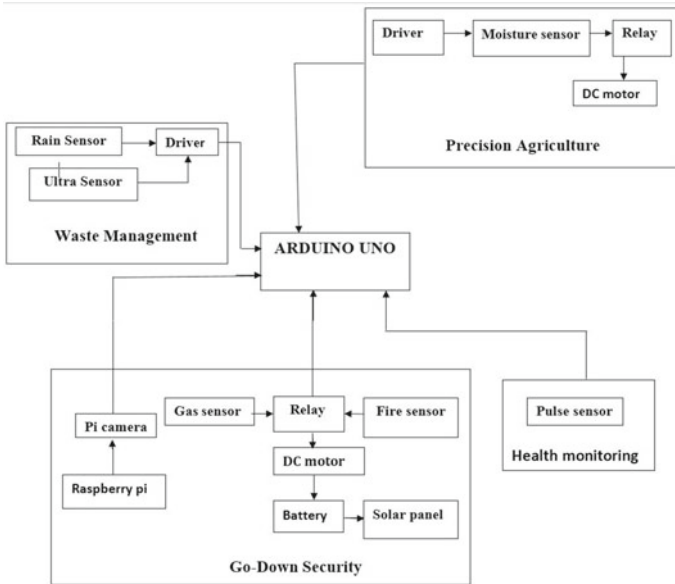 Driver
Moisture sensor
Relay
DC motor
Precision Agriculture
Rain Sensor
Driver
Ultra Sensor
Waste Management
ARDUINO UNO
Gas sensor
Relay
Fire sensor
Pi camera
DC motor
Raspberry pi
Battery
Solar panel
Go-Down Security
Pulse sensor
Health monitoring